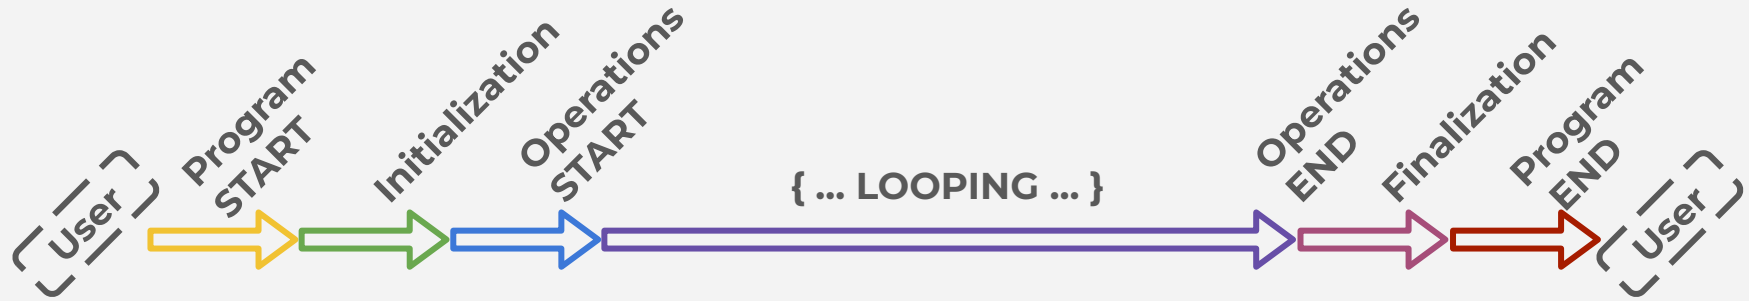 User
Program
START
Initialization
Operations
START
{ ... LOOPING ... }
Operations
END
Finalization
Program
END
User